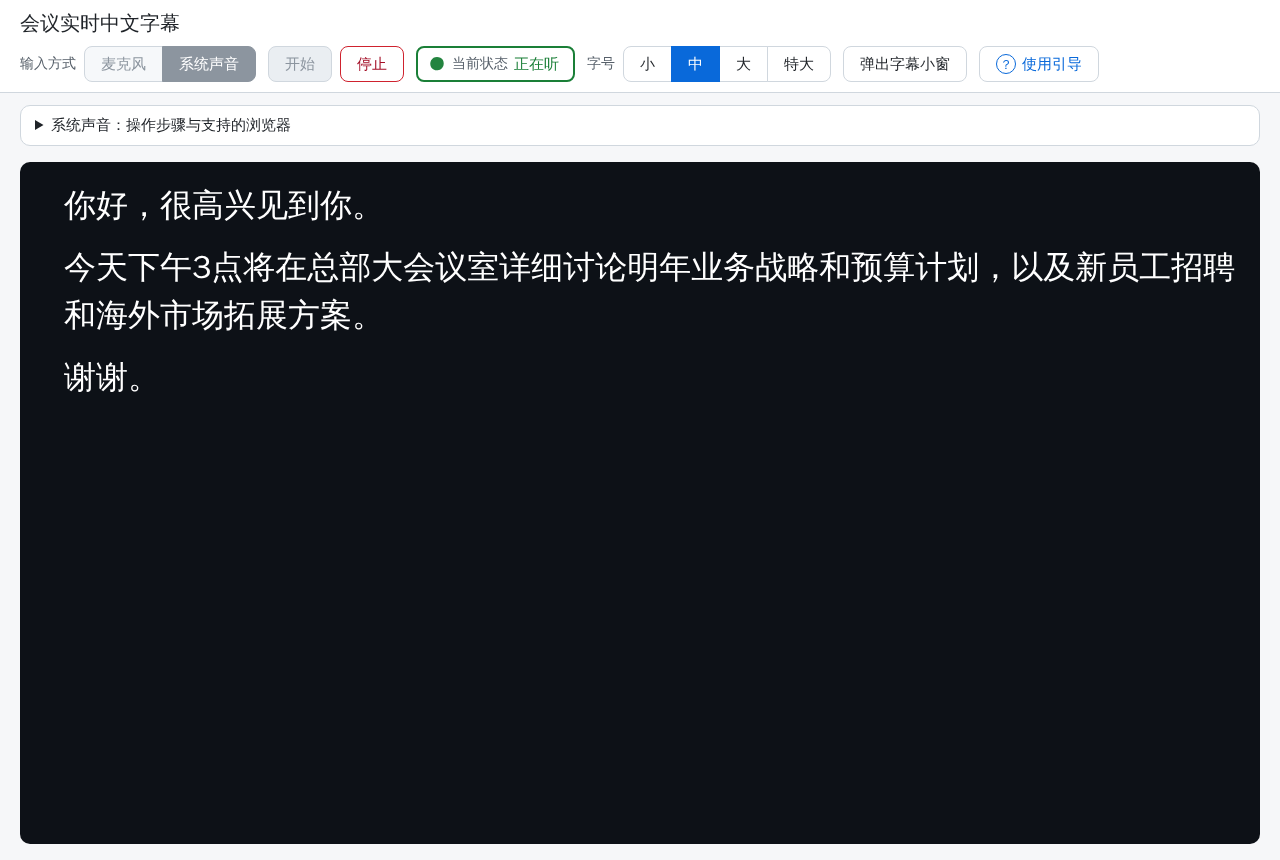 会议实时中文字幕
输入方式 麦克风 系统声音 开始 停止 当前状态 正在听 字号 小 中 大 特大 弹出字幕小窗 ? 使用引导
▶ 系统声音：操作步骤与支持的浏览器
你好，很高兴见到你。
今天下午3点将在总部大会议室详细讨论明年业务战略和预算计划，以及新员工招聘
和海外市场拓展方案。
谢谢。